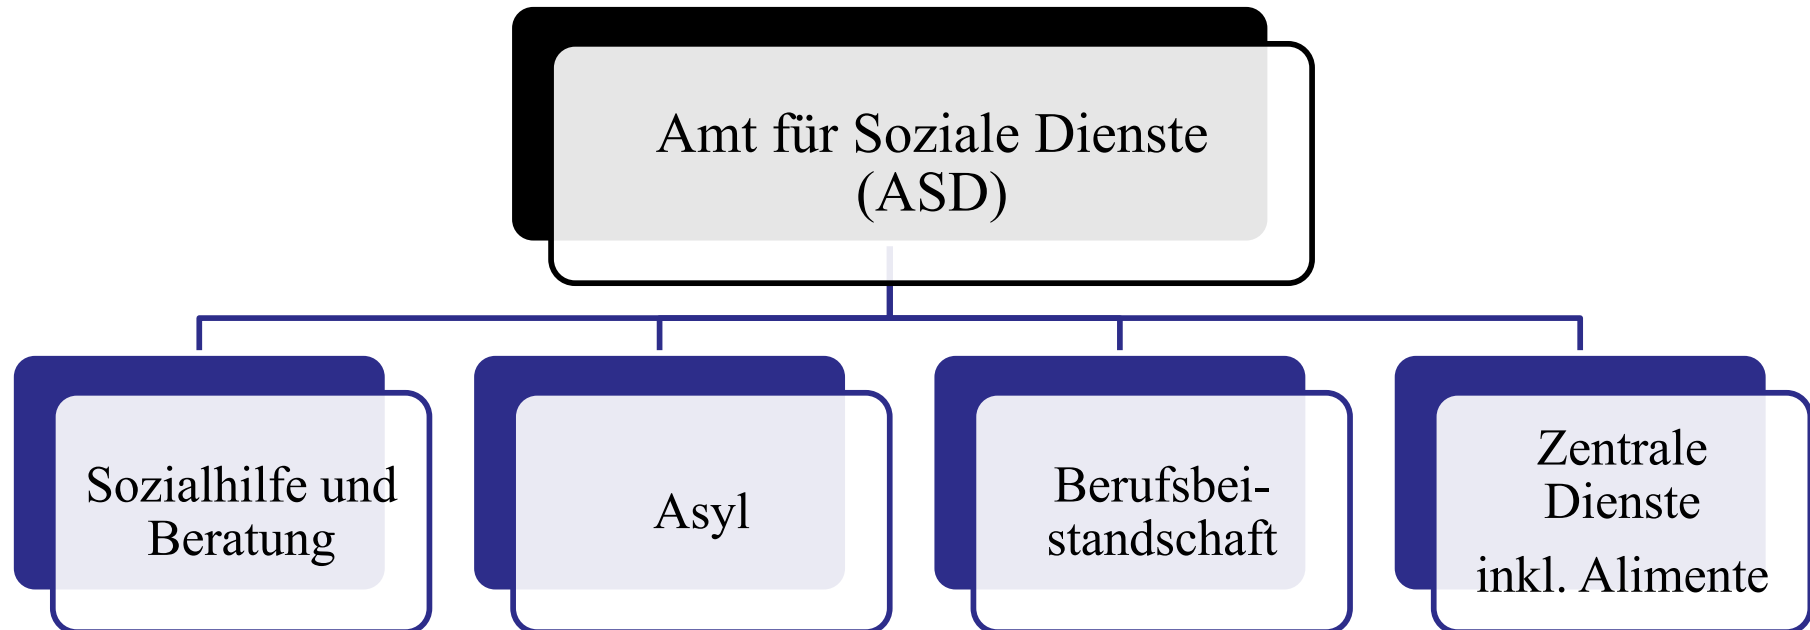 Amt für Soziale Dienste
(ASD)
Sozialhilfe und
Beratung
Asyl
Berufsbei-
standschaft
Zentrale
Dienste
inkl. Alimente